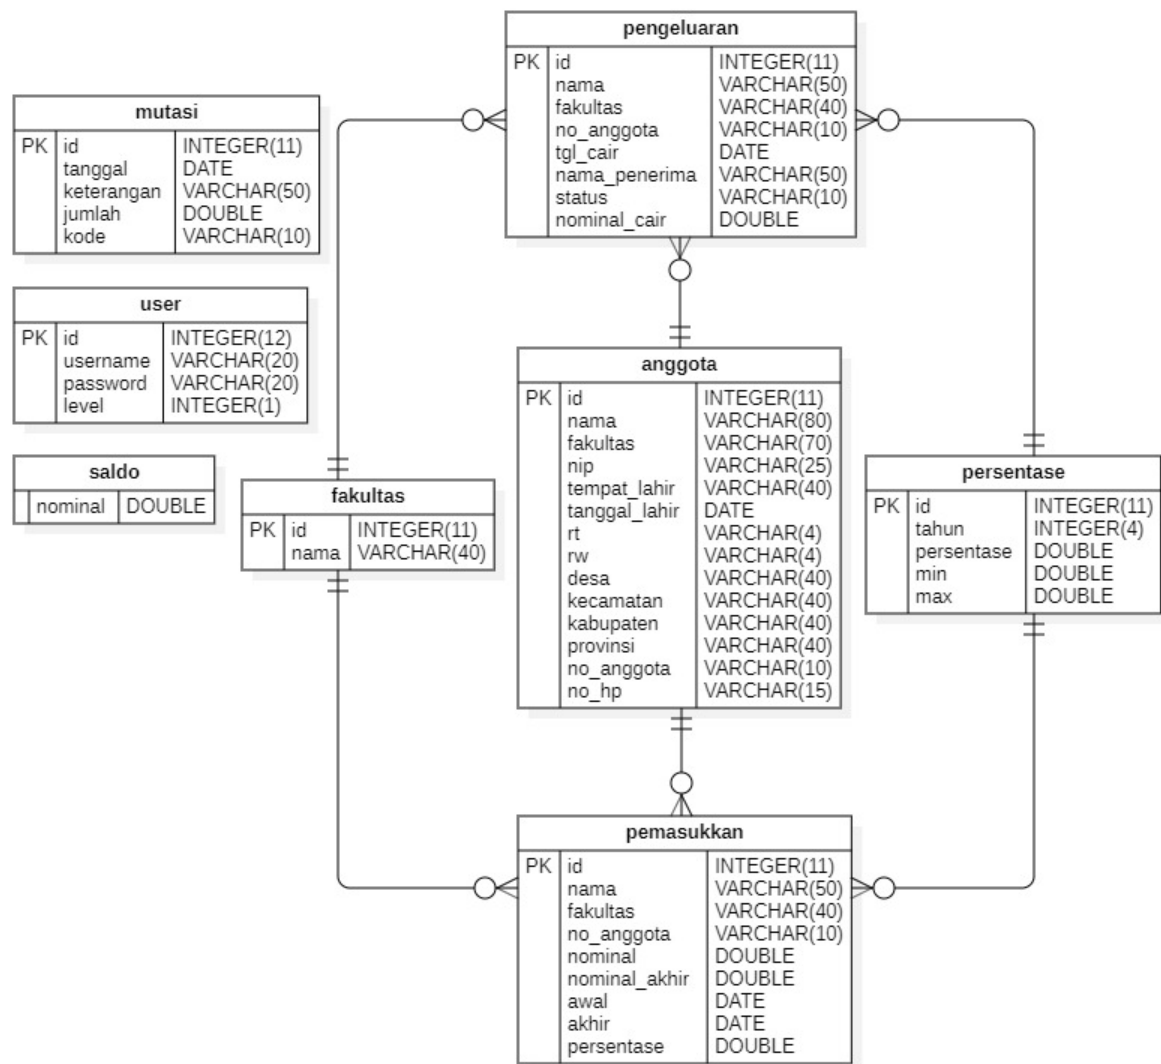 pengeluaran
PK id INTEGER(11)
nama VARCHAR(50)
fakultas VARCHAR(40)
no_anggota VARCHAR(10)
tgl_cair DATE
nama_penerima VARCHAR(50)
status VARCHAR(10)
nominal_cair DOUBLE
mutasi
PK id INTEGER(11)
tanggal DATE
keterangan VARCHAR(50)
jumlah DOUBLE
kode VARCHAR(10)
user
PK id INTEGER(12)
username VARCHAR(20)
password VARCHAR(20)
level INTEGER(1)
saldo
nominal DOUBLE
fakultas
PK id INTEGER(11)
nama VARCHAR(40)
anggota
PK id INTEGER(11)
nama VARCHAR(80)
fakultas VARCHAR(70)
nip VARCHAR(25)
tempat_lahir VARCHAR(40)
tanggal_lahir DATE
rt VARCHAR(4)
rw VARCHAR(4)
desa VARCHAR(40)
kecamatan VARCHAR(40)
kabupaten VARCHAR(40)
provinsi VARCHAR(40)
no_anggota VARCHAR(10)
no_hp VARCHAR(15)
persentase
PK id INTEGER(11)
tahun INTEGER(4)
persentase DOUBLE
min DOUBLE
max DOUBLE
pemasukkan
PK id INTEGER(11)
nama VARCHAR(50)
fakultas VARCHAR(40)
no_anggota VARCHAR(10)
nominal DOUBLE
nominal_akhir DOUBLE
awal DATE
akhir DATE
persentase DOUBLE